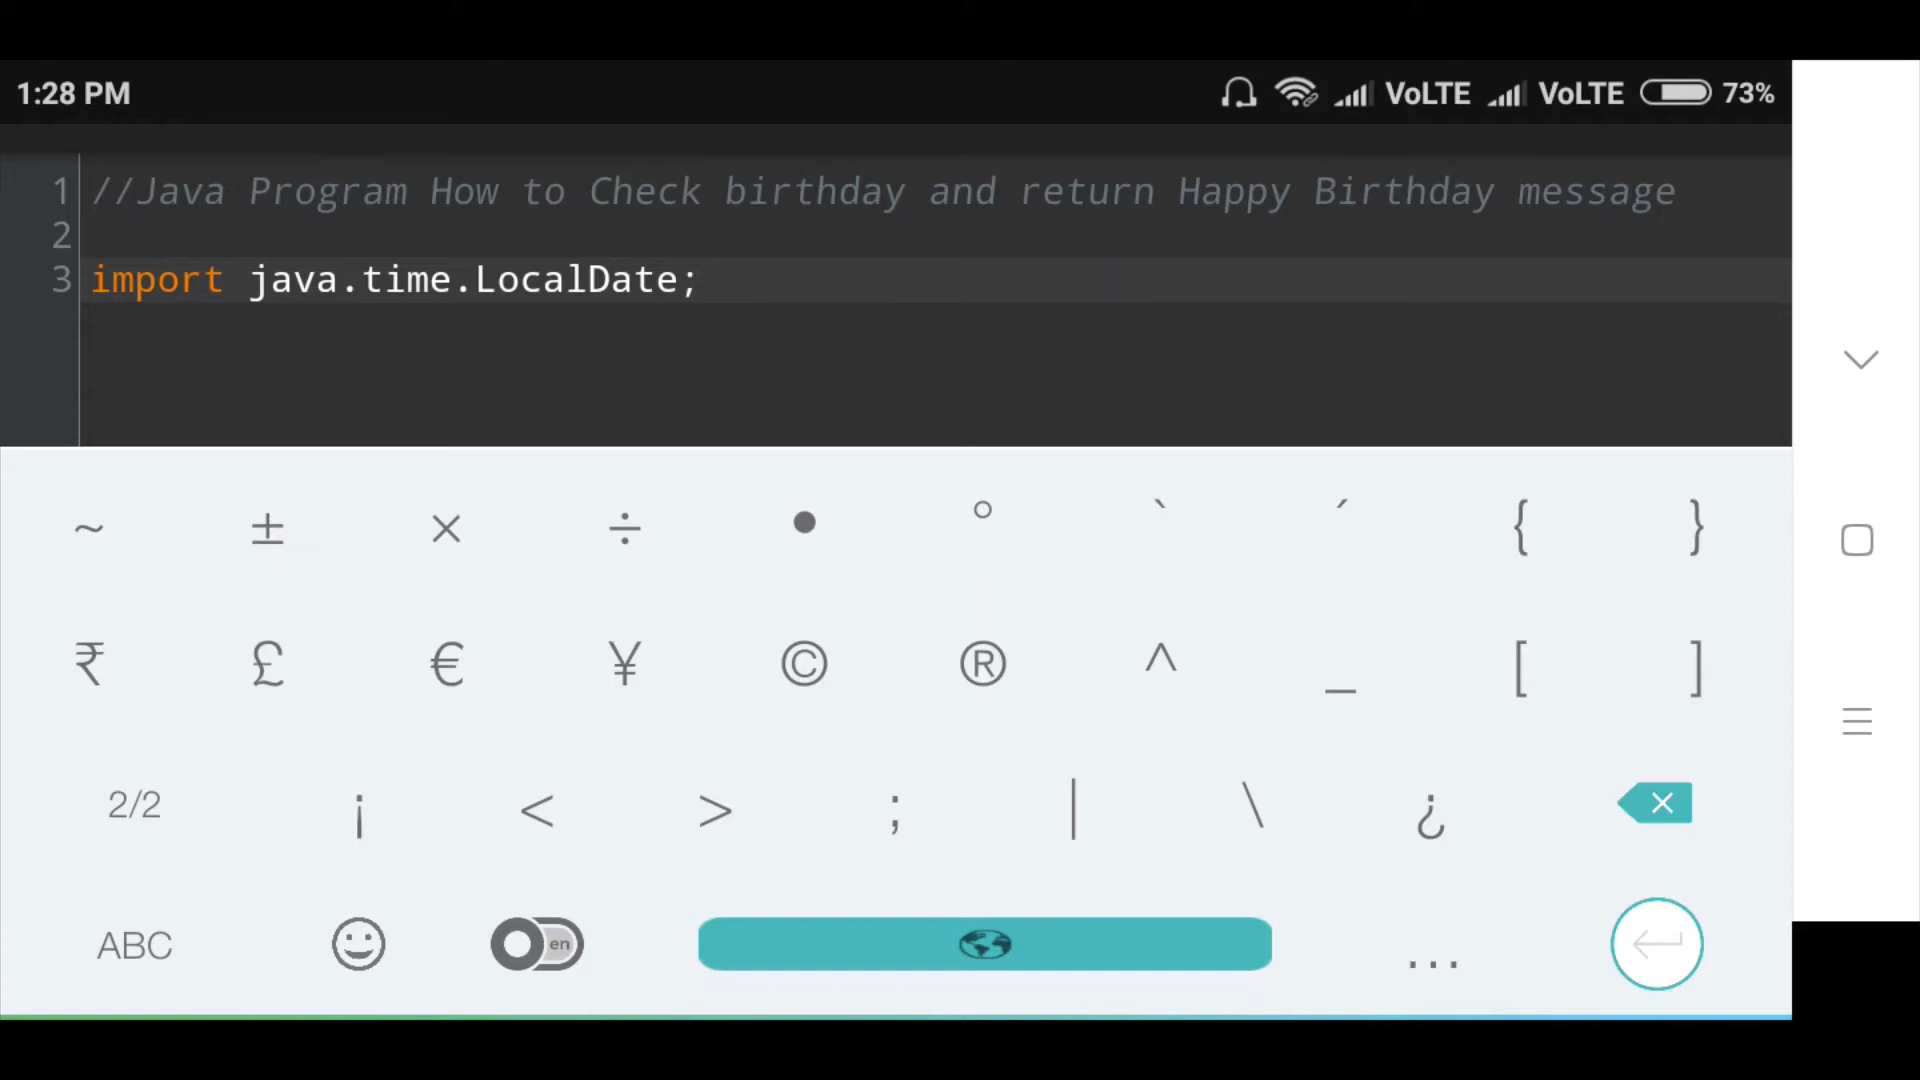 1:28 PM VoLTE VoLTE 73%
1 //Java Program How to Check birthday and return Happy Birthday message
2
3 import java.time.LocalDate;
~ ± × ÷ • ° ` ´ { }
₹ £ € ¥ © ® ^ _ [ ]
2/2 ¡ < > ; | \ ¿
ABC en ...